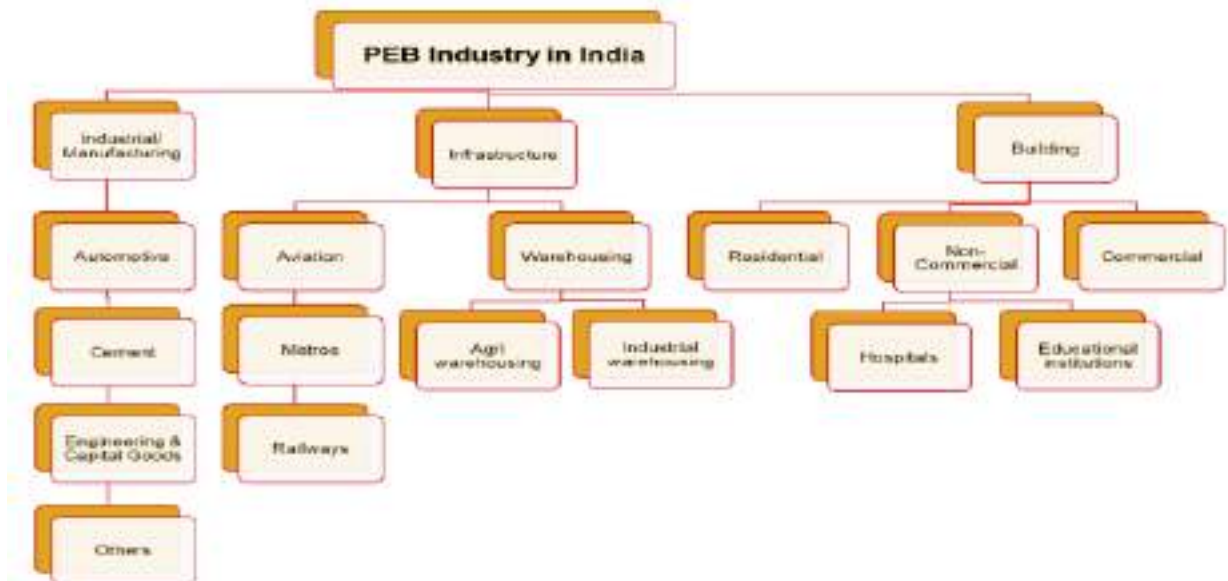 PEB Industry in India
Industrial/
Manufacturing
Infrastructure
Building
Automotive
Aviation
Warehousing
Residential
Non-
Commercial
Commercial
Cement
Metros
Agri
warehousing
Industrial
warehousing
Hospitals
Educational
institutions
Engineering &
Capital Goods
Railways
Others